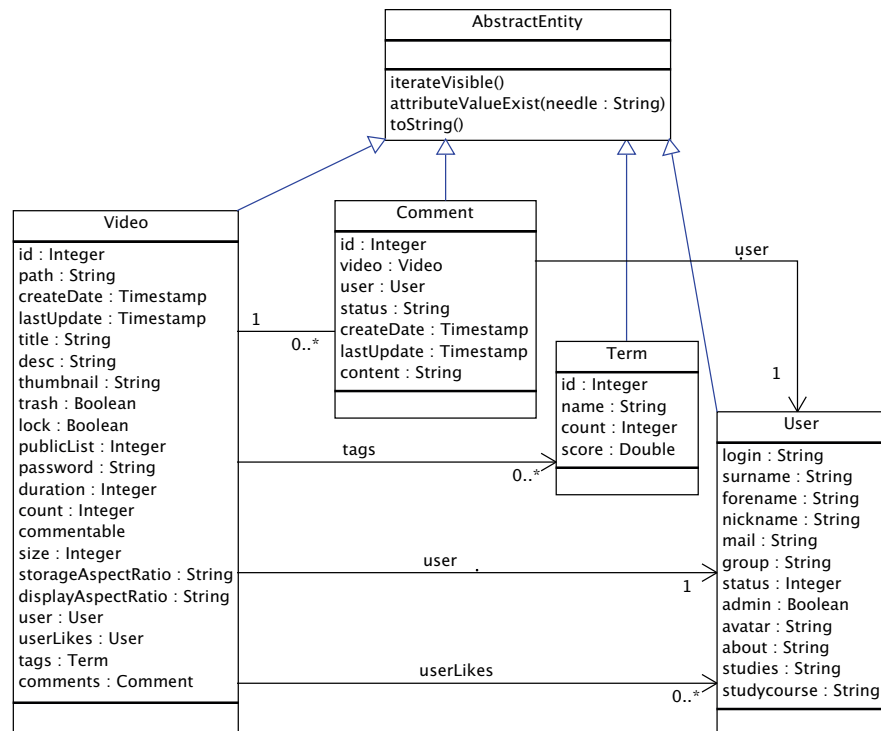 AbstractEntity
iterateVisible()
attributeValueExist(needle : String)
toString()
Video
id : Integer
path : String
createDate : Timestamp
lastUpdate : Timestamp
title : String
desc : String
thumbnail : String
trash : Boolean
lock : Boolean
publicList : Integer
password : String
duration : Integer
count : Integer
commentable
size : Integer
storageAspectRatio : String
displayAspectRatio : String
user : User
userLikes : User
tags : Term
comments : Comment
Comment
id : Integer
video : Video
user : User
status : String
createDate : Timestamp
lastUpdate : Timestamp
content : String
1
0..*
user
1
Term
id : Integer
name : String
count : Integer
score : Double
tags
0..*
User
login : String
surname : String
forename : String
nickname : String
mail : String
group : String
status : Integer
admin : Boolean
avatar : String
about : String
studies : String
studycourse : String
user
1
userLikes
0..*